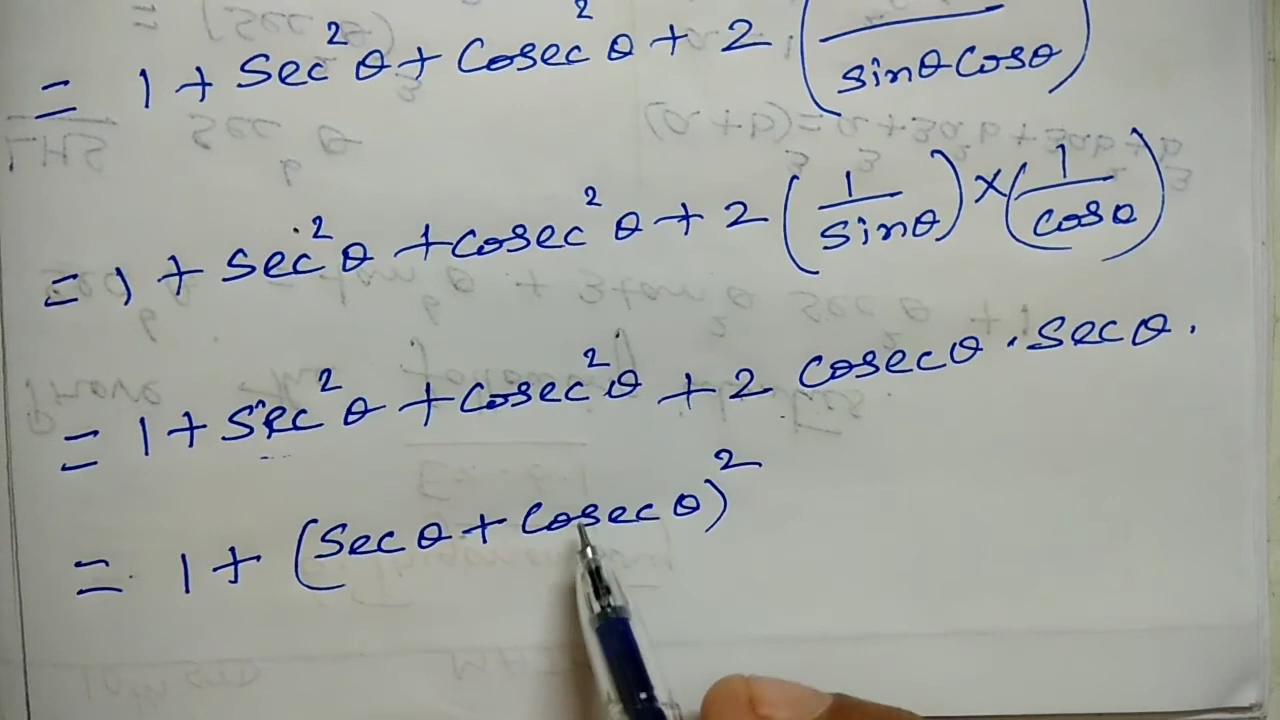 = 1 + Sec²θ + Cosec²θ + 2 (—/sinθ Cosθ)
= 1 + Sec²θ + Cosec²θ + 2 (1/sinθ) × (1/cosθ)
= 1 + Sec²θ + Cosec²θ + 2 Cosecθ . Secθ.
= 1 + (Secθ + Cosecθ)²